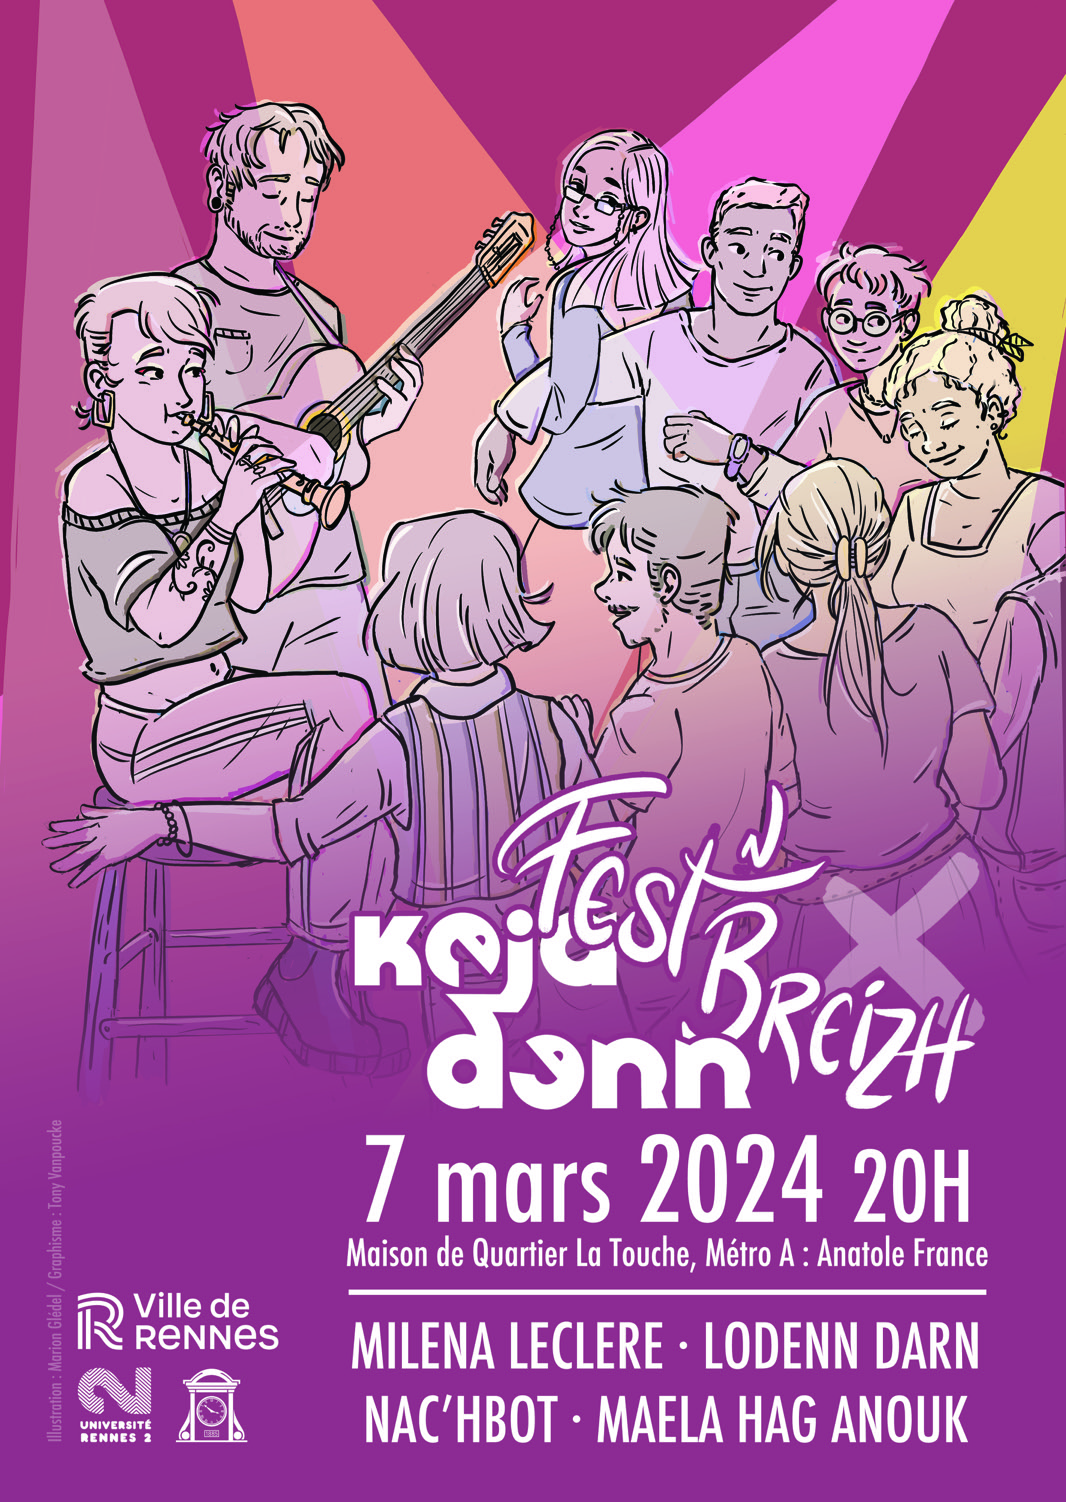 FEST
BREIZH
Keja
denn
7 mars 2024 20H
Maison de Quartier La Touche, Métro A : Anatole France
MILENA LECLERE · LODENN DARN
NAC'HBOT · MAELA HAG ANOUK
Illustration : Marion Glédel / Graphisme : Tony Vanpoucke
Ville de
RENNES
UNIVERSITÉ
RENNES 2